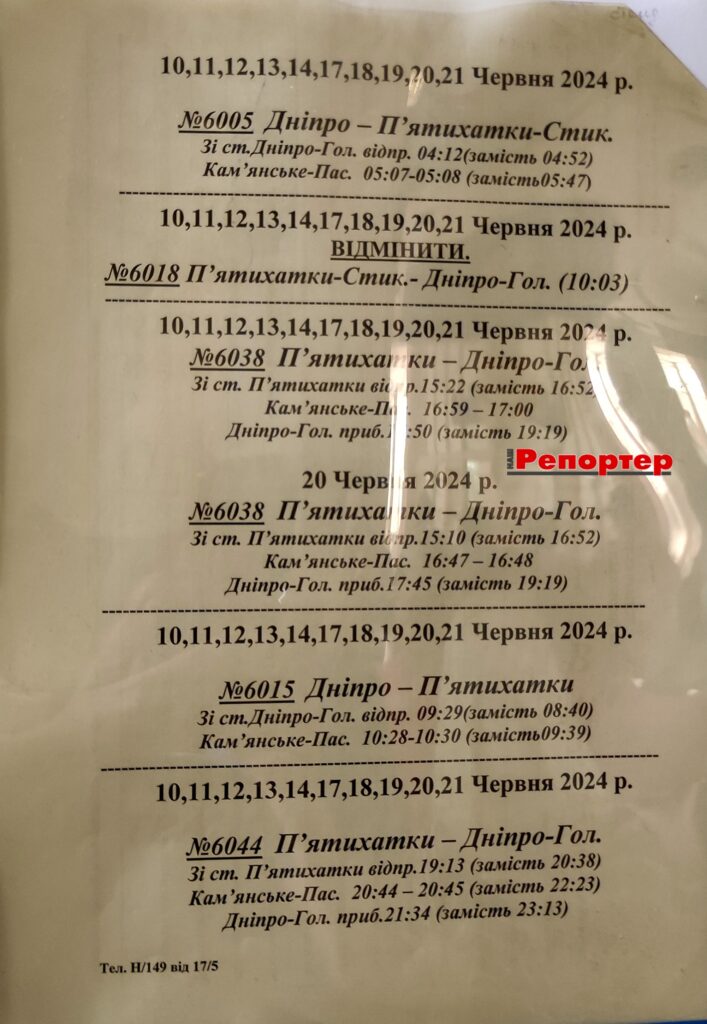 10,11,12,13,14,17,18,19,20,21 Червня 2024 р.
№6005 Дніпро – П'ятихатки-Стик.
Зі ст.Дніпро-Гол. відпр. 04:12(замість 04:52)
Кам'янське-Пас. 05:07-05:08 (замість05:47)
10,11,12,13,14,17,18,19,20,21 Червня 2024 р.
ВІДМІНИТИ.
№6018 П'ятихатки-Стик.- Дніпро-Гол. (10:03)
10,11,12,13,14,17,18,19,20,21 Червня 2024 р.
№6038 П'ятихатки – Дніпро-Гол.
Зі ст. П'ятихатки відпр.15:22 (замість 16:52)
Кам'янське-Пас. 16:59 – 17:00
Дніпро-Гол. (замість 19:19)
НАШ Репортер
20 Червня 2024 р.
№6038 П'ятихатки – Дніпро-Гол.
Зі ст. П'ятихатки відпр.15:10 (замість 16:52)
Кам'янське-Пас. 16:47 – 16:48
Дніпро-Гол. приб.17:45 (замість 19:19)
10,11,12,13,14,17,18,19,20,21 Червня 2024 р.
№6015 Дніпро – П'ятихатки
Зі ст.Дніпро-Гол. відпр. 09:29(замість 08:40)
Кам'янське-Пас. 10:28-10:30 (замість09:39)
10,11,12,13,14,17,18,19,20,21 Червня 2024 р.
№6044 П'ятихатки – Дніпро-Гол.
Зі ст. П'ятихатки відпр.19:13 (замість 20:38)
Кам'янське-Пас. 20:44 – 20:45 (замість 22:23)
Дніпро-Гол. приб.21:34 (замість 23:13)
Тел. Н/149 від 17/5